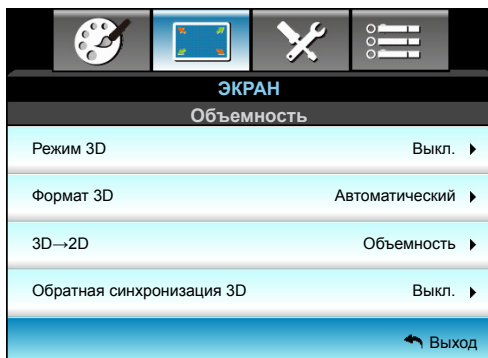 ЭКРАН
Объемность
Режим 3D Выкл.
Формат 3D Автоматический
3D→2D Объемность
Обратная синхронизация 3D Выкл.
Выход